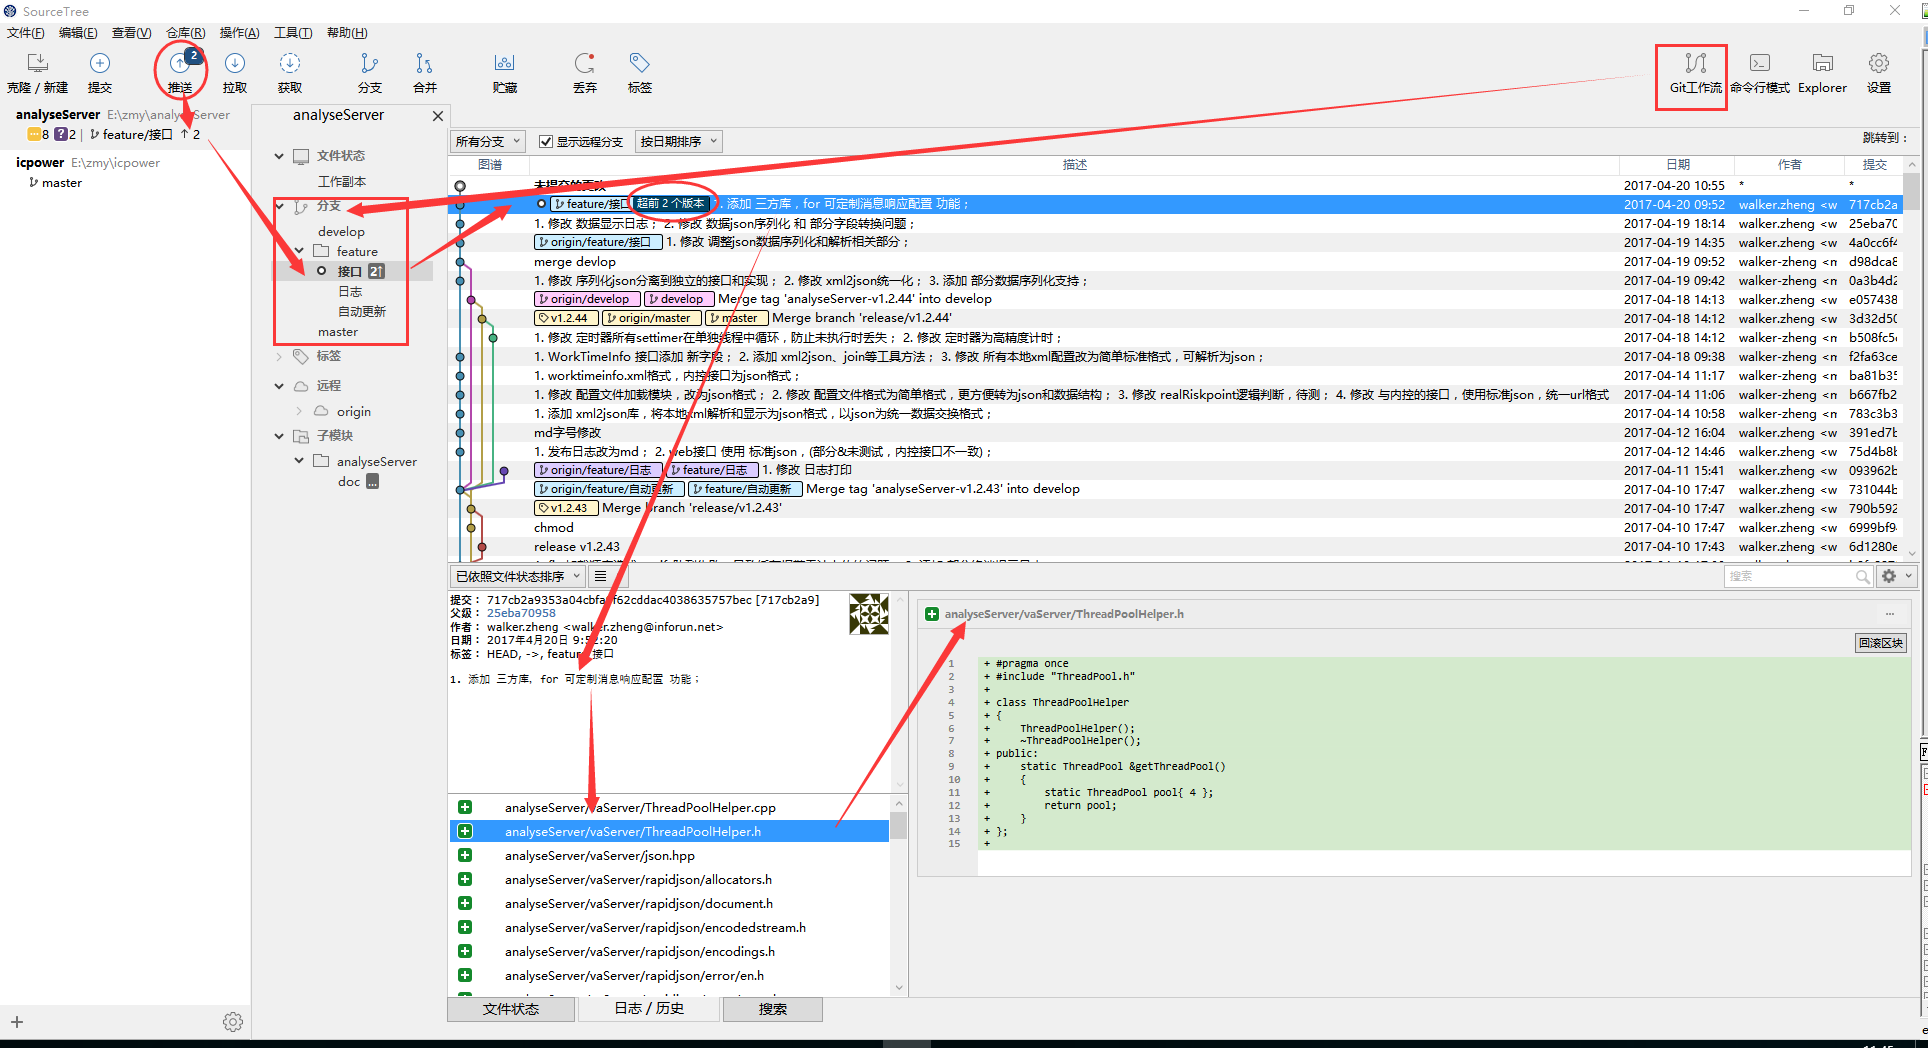 SourceTree
文件(F) 编辑(E) 查看(V) 仓库(R) 操作(A) 工具(T) 帮助(H)
克隆 / 新建 提交 推送 2 拉取 获取 分支 合并 贮藏 丢弃 标签 Git工作流 命令行模式 Explorer 设置
analyseServer E:\zmy\analyseServer
8 ? 2 | feature/接口 ↑ 2
icpower E:\zmy\icpower
master
analyseServer
文件状态
工作副本
分支
develop
feature
接口 2↑
日志
自动更新
master
标签
远程
origin
子模块
analyseServer
doc ...
所有分支 显示远程分支 按日期排序 跳转到：
图谱 描述 日期 作者 提交
未提交的更改 2017-04-20 10:55 * *
feature/接口 超前 2 个版本 添加 三方库，for 可定制消息响应配置 功能； 2017-04-20 09:52 walker.zheng <w 717cb2a
1. 修改 数据显示日志； 2. 修改 数据json序列化 和 部分字段转换问题； 2017-04-19 18:14 walker.zheng <w 25eba70
origin/feature/接口 1. 修改 调整json数据序列化和解析相关部分； 2017-04-19 14:35 walker.zheng <w 4a0cc6f4
merge devlop 2017-04-19 09:52 walker.zheng <m d98dca8
1. 修改 序列化json分离到独立的接口和实现； 2. 修改 xml2json统一化； 3. 添加 部分数据序列化支持； 2017-04-19 09:42 walker.zheng <m 0a3b4d2
origin/develop develop Merge tag 'analyseServer-v1.2.44' into develop 2017-04-18 14:13 walker.zheng <w e057438
v1.2.44 origin/master master Merge branch 'release/v1.2.44' 2017-04-18 14:12 walker.zheng <w 3d32d50
1. 修改 定时器所有settimer在单独线程中循环，防止未执行时丢失； 2. 修改 定时器为高精度计时； 2017-04-18 14:12 walker.zheng <w b508fc5
1. WorkTimeInfo 接口添加 新字段； 2. 添加 xml2json、join等工具方法； 3. 修改 所有本地xml配置改为简单标准格式，可解析为json； 2017-04-18 09:38 walker.zheng <m f2fa63ce
1. worktimeinfo.xml格式，内控接口为json格式； 2017-04-14 11:17 walker.zheng <m ba81b35
1. 修改 配置文件加载模块，改为json格式； 2. 修改 配置文件格式为简单格式，更方便转为json和数据结构； 3. 修改 realRiskpoint逻辑判断，待测； 4. 修改 与内控的接口，使用标准json，统一url格式 2017-04-14 11:06 walker.zheng <w b667fb2
1. 添加 xml2json库，将本地xml解析和显示为json格式，以json为统一数据交换格式； 2017-04-14 10:58 walker.zheng <w 783c3b3
md字号修改 2017-04-12 16:04 walker.zheng <w 391ed7b
1. 发布日志改为md； 2. web接口 使用 标准json，(部分&未测试，内控接口不一致)； 2017-04-12 14:46 walker.zheng <w 75d4b8b
origin/feature/日志 feature/日志 1. 修改 日志打印 2017-04-11 15:41 walker.zheng <w 093962b
origin/feature/自动更新 feature/自动更新 Merge tag 'analyseServer-v1.2.43' into develop 2017-04-10 17:47 walker.zheng <w 731044b
v1.2.43 Merge branch 'release/v1.2.43' 2017-04-10 17:47 walker.zheng <w 790b592
chmod 2017-04-10 17:47 walker.zheng <w 6999bf9
release v1.2.43 2017-04-10 17:43 walker.zheng <w 6d1280e
已依照文件状态排序 搜索
提交： 717cb2a9353a04cbfa f62cddac4038635757bec [717cb2a9]
父级： 25eba70958
作者： walker.zheng <walker.zheng@inforun.net>
日期： 2017年4月20日 9:52:20
标签： HEAD, ->, feature/接口
1. 添加 三方库，for 可定制消息响应配置 功能；
analyseServer/vaServer/ThreadPoolHelper.cpp
analyseServer/vaServer/ThreadPoolHelper.h
analyseServer/vaServer/json.hpp
analyseServer/vaServer/rapidjson/allocators.h
analyseServer/vaServer/rapidjson/document.h
analyseServer/vaServer/rapidjson/encodedstream.h
analyseServer/vaServer/rapidjson/encodings.h
analyseServer/vaServer/rapidjson/error/en.h
analyseServer/vaServer/ThreadPoolHelper.h ...
回滚区块
1 + #pragma once
2 + #include "ThreadPool.h"
3 +
4 + class ThreadPoolHelper
5 + {
6 + ThreadPoolHelper();
7 + ~ThreadPoolHelper();
8 + public:
9 + static ThreadPool &getThreadPool()
10 + {
11 + static ThreadPool pool{ 4 };
12 + return pool;
13 + }
14 + };
15 +
文件状态 日志 / 历史 搜索